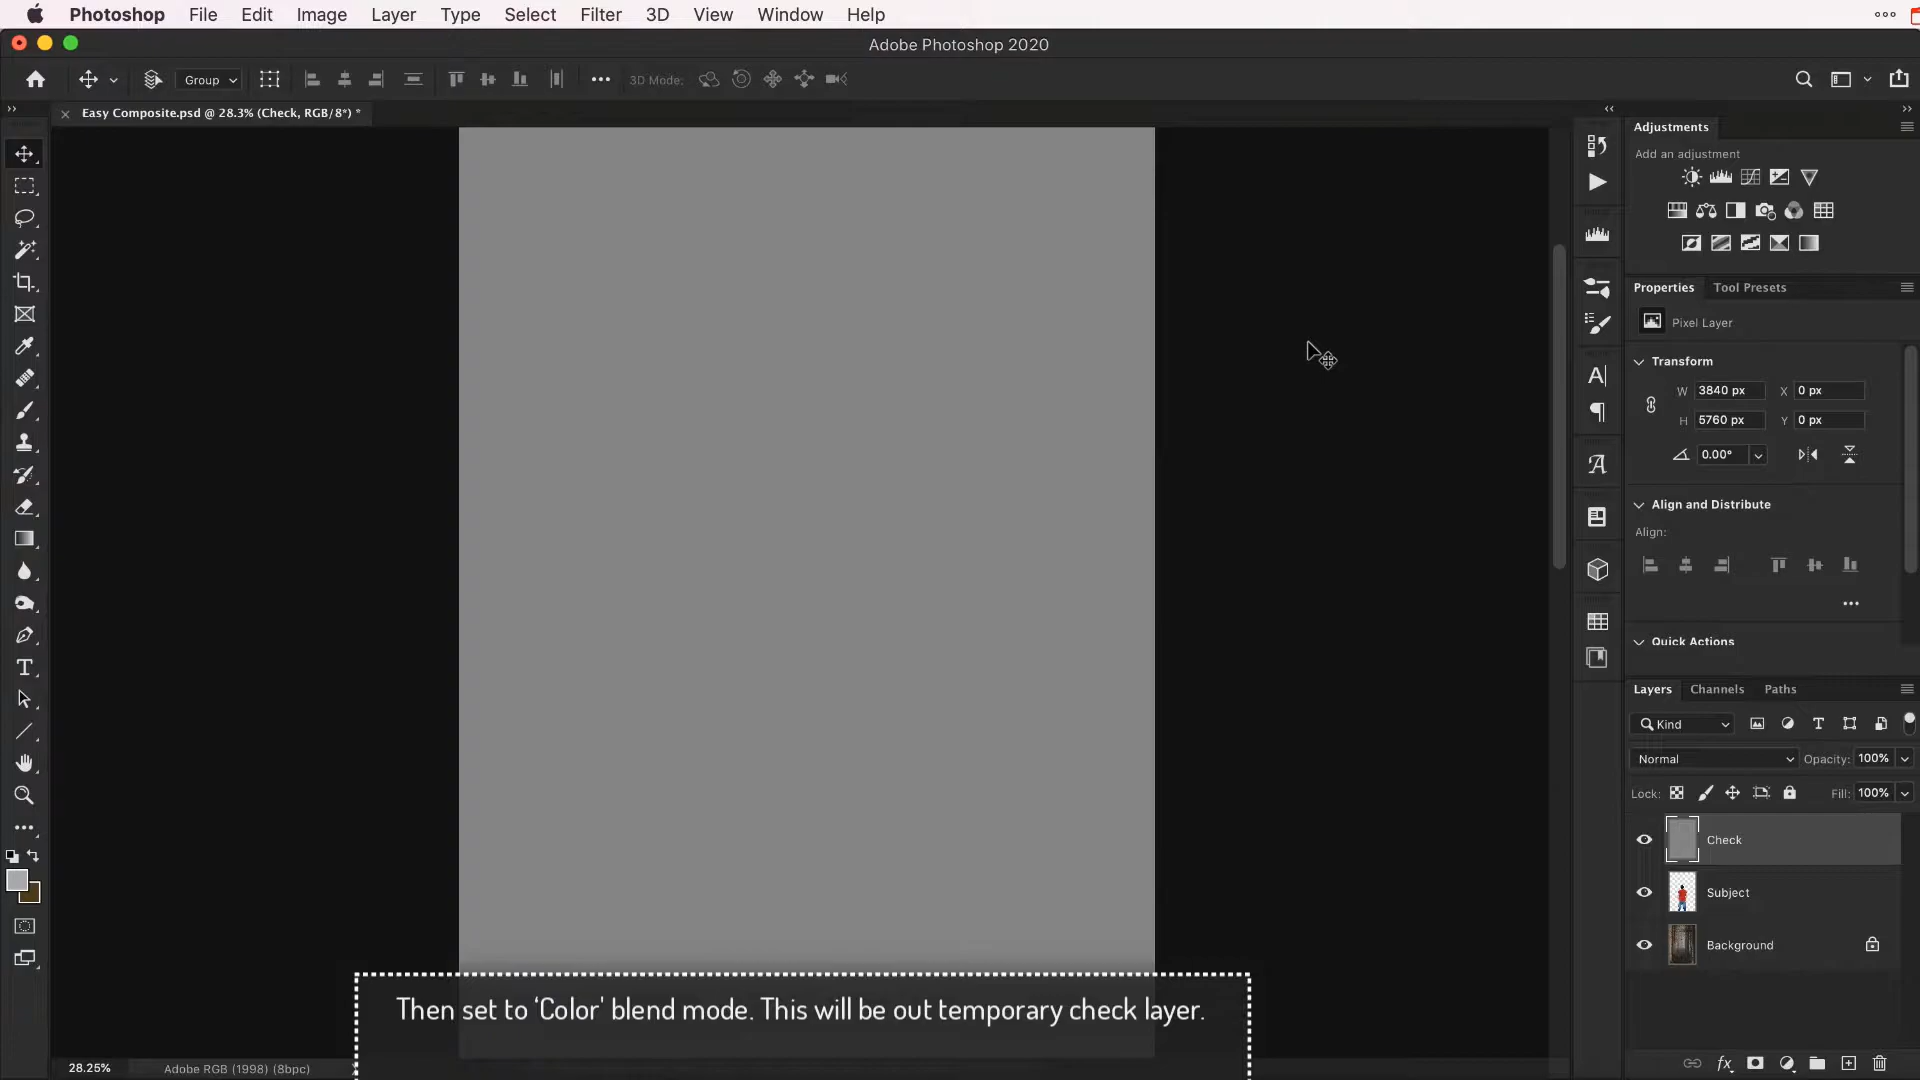 Photoshop File Edit Image Layer Type Select Filter 3D View Window Help
Adobe Photoshop 2020
Group 3D Mode:
Easy Composite.psd @ 28.3% (Check, RGB/8*) *
Adjustments
Add an adjustment
Properties Tool Presets
Pixel Layer
Transform
W 3840 px X 0 px
H 5760 px Y 0 px
0.00°
Align and Distribute
Align:
Quick Actions
Layers Channels Paths
Kind
Normal Opacity: 100%
Lock: Fill: 100%
Check
Subject
Background
Then set to ‘Color' blend mode. This will be out temporary check layer.
28.25% Adobe RGB (1998) (8bpc)